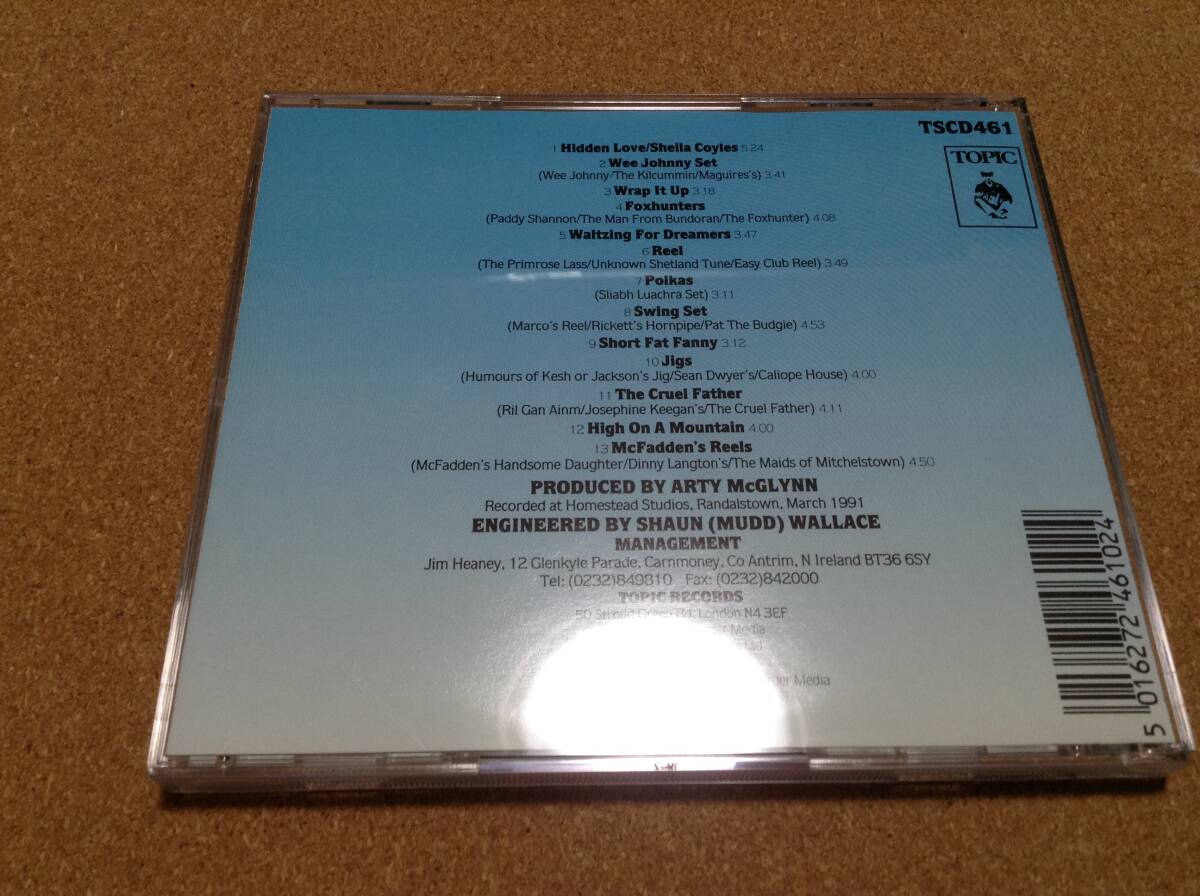 TSCD461
TOPIC
1 Hidden Love/Sheila Coyles 5.24
2 Wee Johnny Set
(Wee Johnny/The Kilcummin/Maguires's) 3.41
3 Wrap It Up 3.18
4 Foxhunters
(Paddy Shannon/The Man From Bundoran/The Foxhunter) 4.08
5 Waltzing For Dreamers 3.47
6 Reel
(The Primrose Lass/Unknown Shetland Tune/Easy Club Reel) 3.49
7 Polkas
(Sliabh Luachra Set) 3.11
8 Swing Set
(Marco's Reel/Rickett's Hornpipe/Pat The Budgie) 4.53
9 Short Fat Fanny 3.12
10 Jigs
(Humours of Kesh or Jackson's Jig/Sean Dwyer's/Caliope House) 4.00
11 The Cruel Father
(Ril Gan Ainm/Josephine Keegan's/The Cruel Father) 4.11
12 High On A Mountain 4.00
13 McFadden's Reels
(McFadden's Handsome Daughter/Dinny Langton's/The Maids of Mitchelstown) 4.50
PRODUCED BY ARTY McGLYNN
Recorded at Homestead Studios, Randalstown, March 1991
ENGINEERED BY SHAUN (MUDD) WALLACE
MANAGEMENT
Jim Heaney, 12 Glenkyle Parade, Carnmoney, Co Antrim, N Ireland BT36 6SY
Tel: (0232)849810 Fax: (0232)842000
TOPIC RECORDS
50 Stroud Green Rd, London N4 3EF
Media
Ltd
Media
5 016272 461024